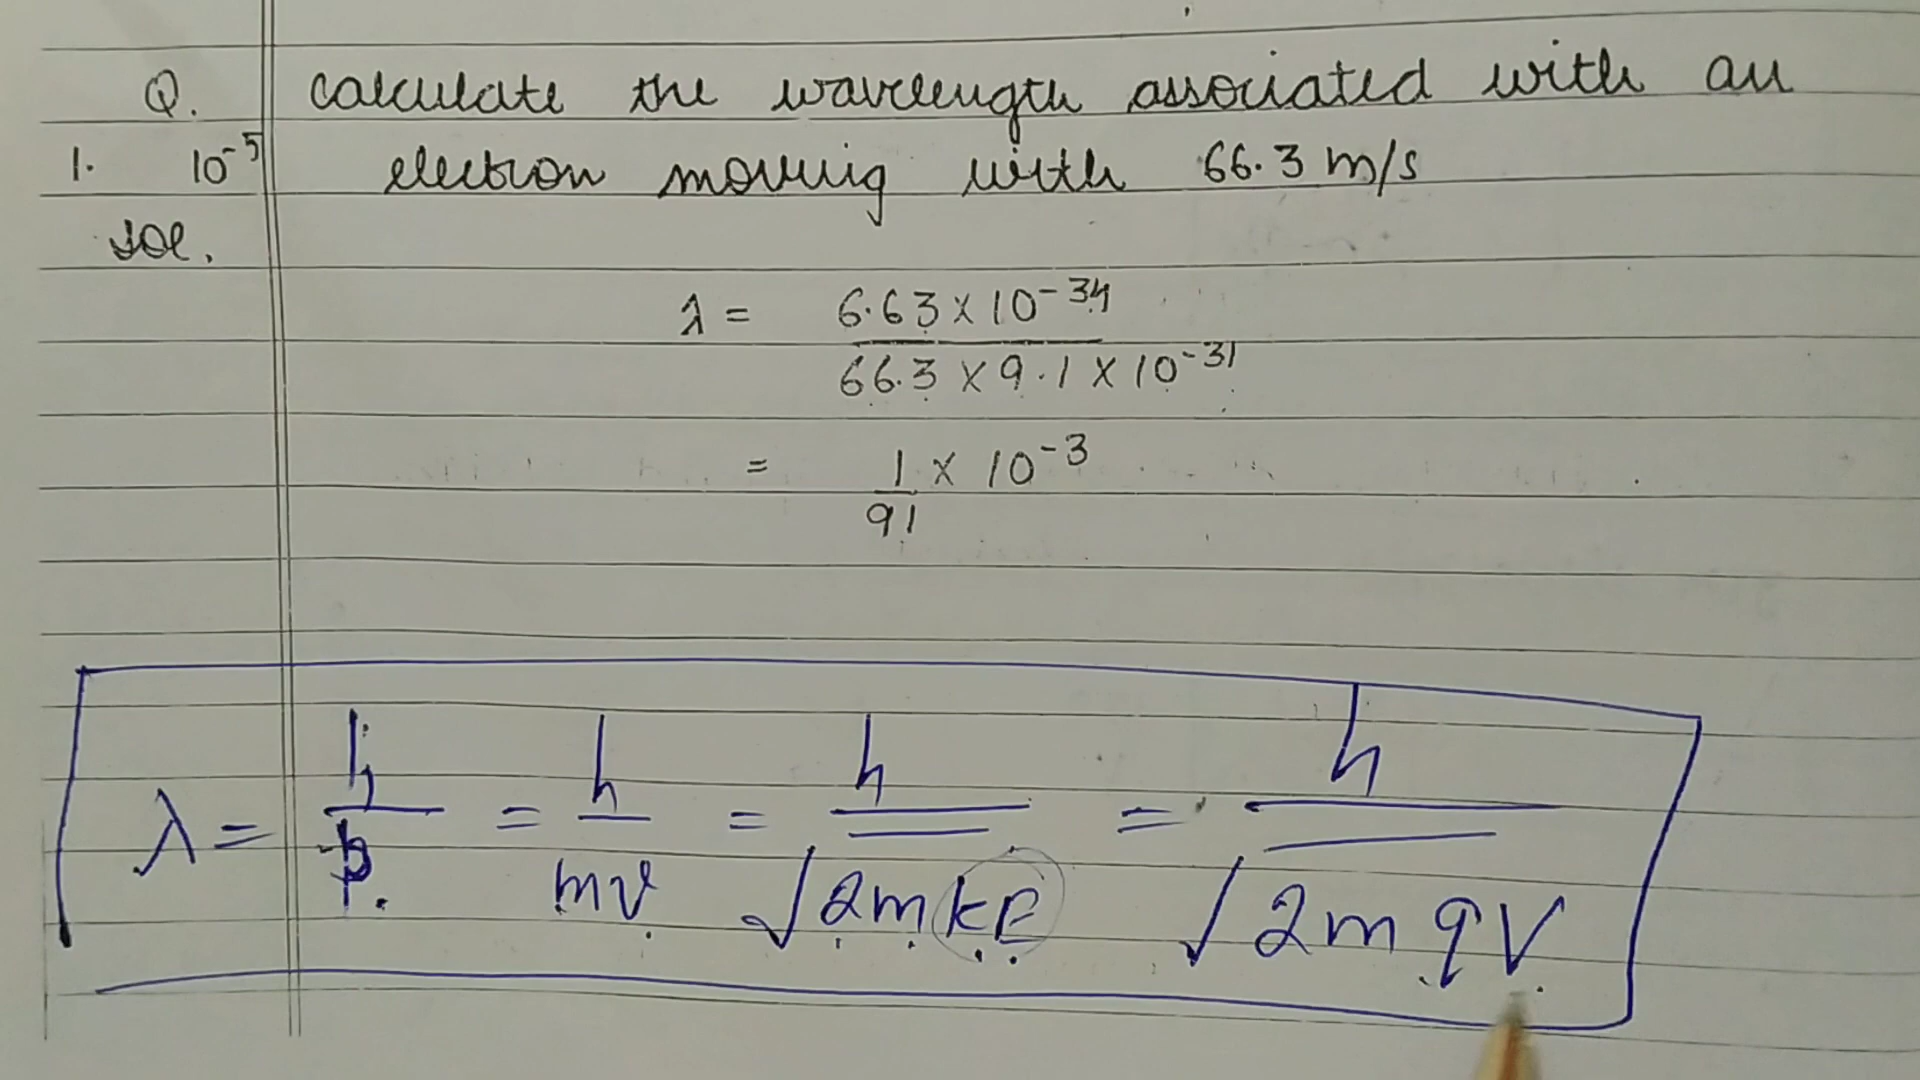 Q. calculate the wavelength associated with an
1. 10⁻⁵ electron moving with 66.3 m/s
sol.
λ = 6.63 × 10⁻³⁴
66.3 × 9.1 × 10⁻³¹
= 1 × 10⁻³
91
λ = h/p = h/mv = h/√2mKE = h/√2mqV